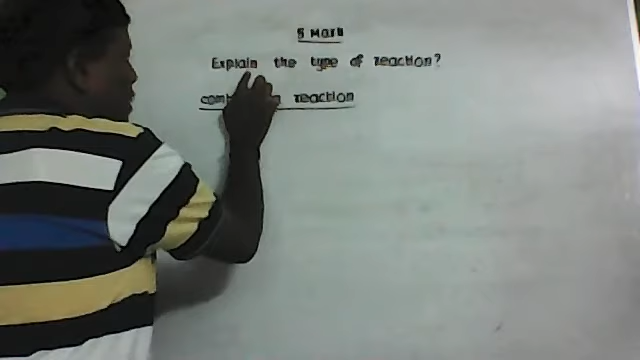 5 Mark
Explain the type of reaction?
reaction